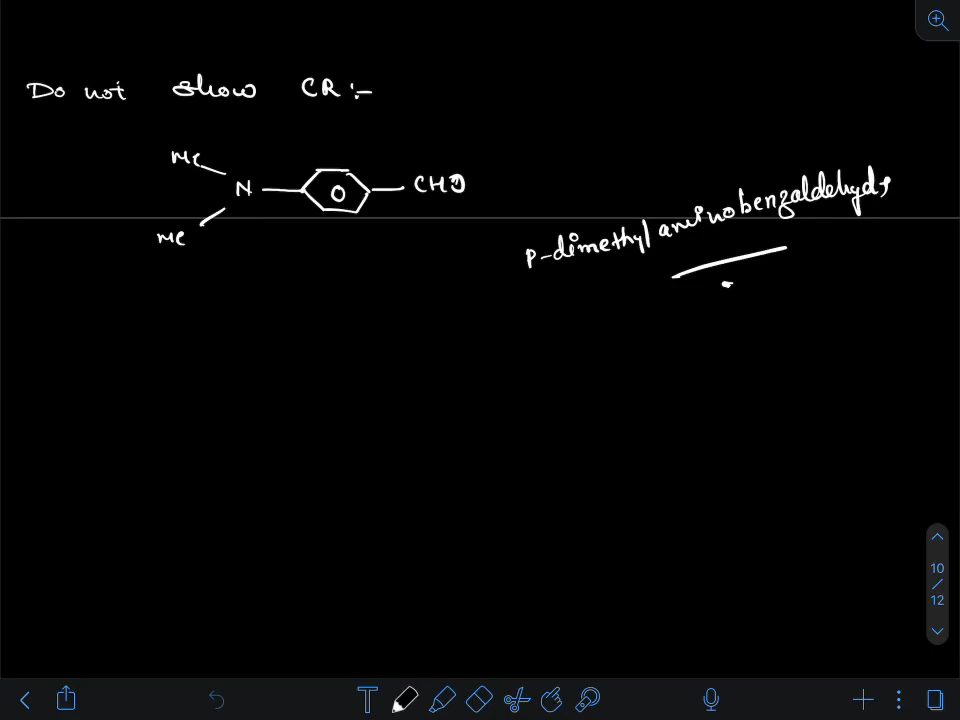 Do not show CR :-
Me
N
CHO
Me
p-dimethyl aminobenzaldehyde
10
/
12
T